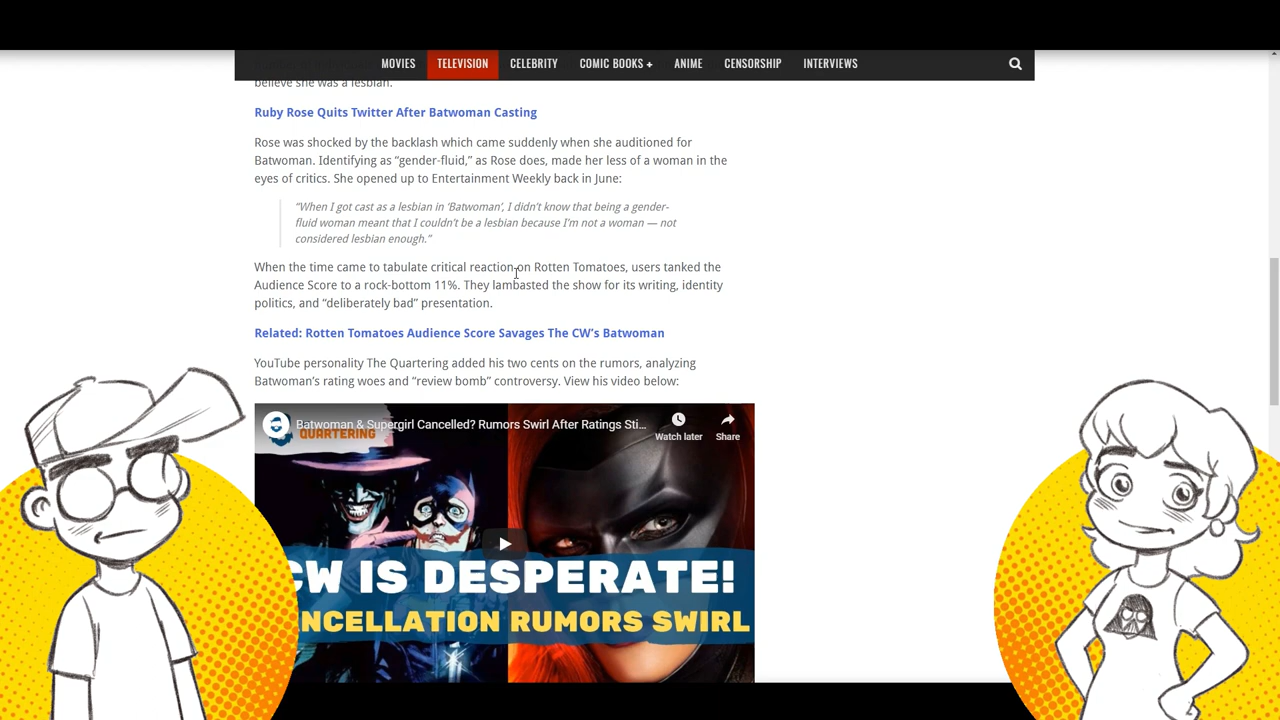 MOVIES TELEVISION CELEBRITY COMIC BOOKS + ANIME CENSORSHIP INTERVIEWS
believe she was a lesbian.
Ruby Rose Quits Twitter After Batwoman Casting
Rose was shocked by the backlash which came suddenly when she auditioned for
Batwoman. Identifying as “gender-fluid,” as Rose does, made her less of a woman in the
eyes of critics. She opened up to Entertainment Weekly back in June:
“When I got cast as a lesbian in ‘Batwoman’, I didn’t know that being a gender-
fluid woman meant that I couldn’t be a lesbian because I’m not a woman — not
considered lesbian enough.”
When the time came to tabulate critical reaction on Rotten Tomatoes, users tanked the
Audience Score to a rock-bottom 11%. They lambasted the show for its writing, identity
politics, and “deliberately bad” presentation.
Related: Rotten Tomatoes Audience Score Savages The CW’s Batwoman
YouTube personality The Quartering added his two cents on the rumors, analyzing
Batwoman’s rating woes and “review bomb” controversy. View his video below:
Batwoman & Supergirl Cancelled? Rumors Swirl After Ratings Sti...
QUARTERING
Watch later Share
CW IS DESPERATE!
NCELLATION RUMORS SWIRL